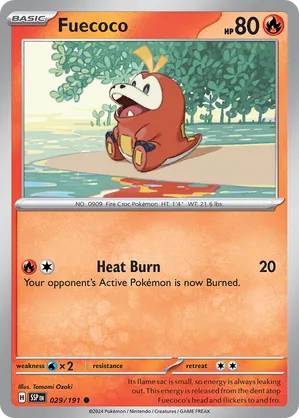 BASIC
Fuecoco
HP 80
NO. 0909 Fire Croc Pokémon HT: 1'4" WT: 21.6 lbs.
Heat Burn 20
Your opponent's Active Pokémon is now Burned.
weakness ×2 resistance retreat
Illus. Tomomi Ozaki
H SSP EN 029/191
Its flame sac is small, so energy is always leaking
out. This energy is released from the dent atop
Fuecoco's head and flickers to and fro.
©2024 Pokémon / Nintendo / Creatures / GAME FREAK